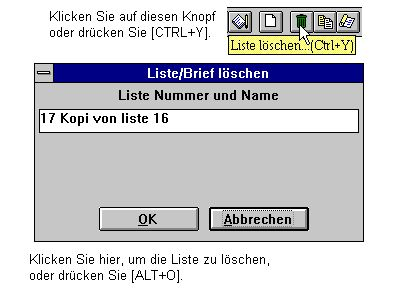 Klicken Sie auf diesen Knopf
oder drücken Sie [CTRL+Y].
Liste löschen..(Ctrl+Y)
Liste/Brief löschen
Liste Nummer und Name
17 Kopi von liste 16
OK
Abbrechen
Klicken Sie hier, um die Liste zu löschen,
oder drücken Sie [ALT+O].